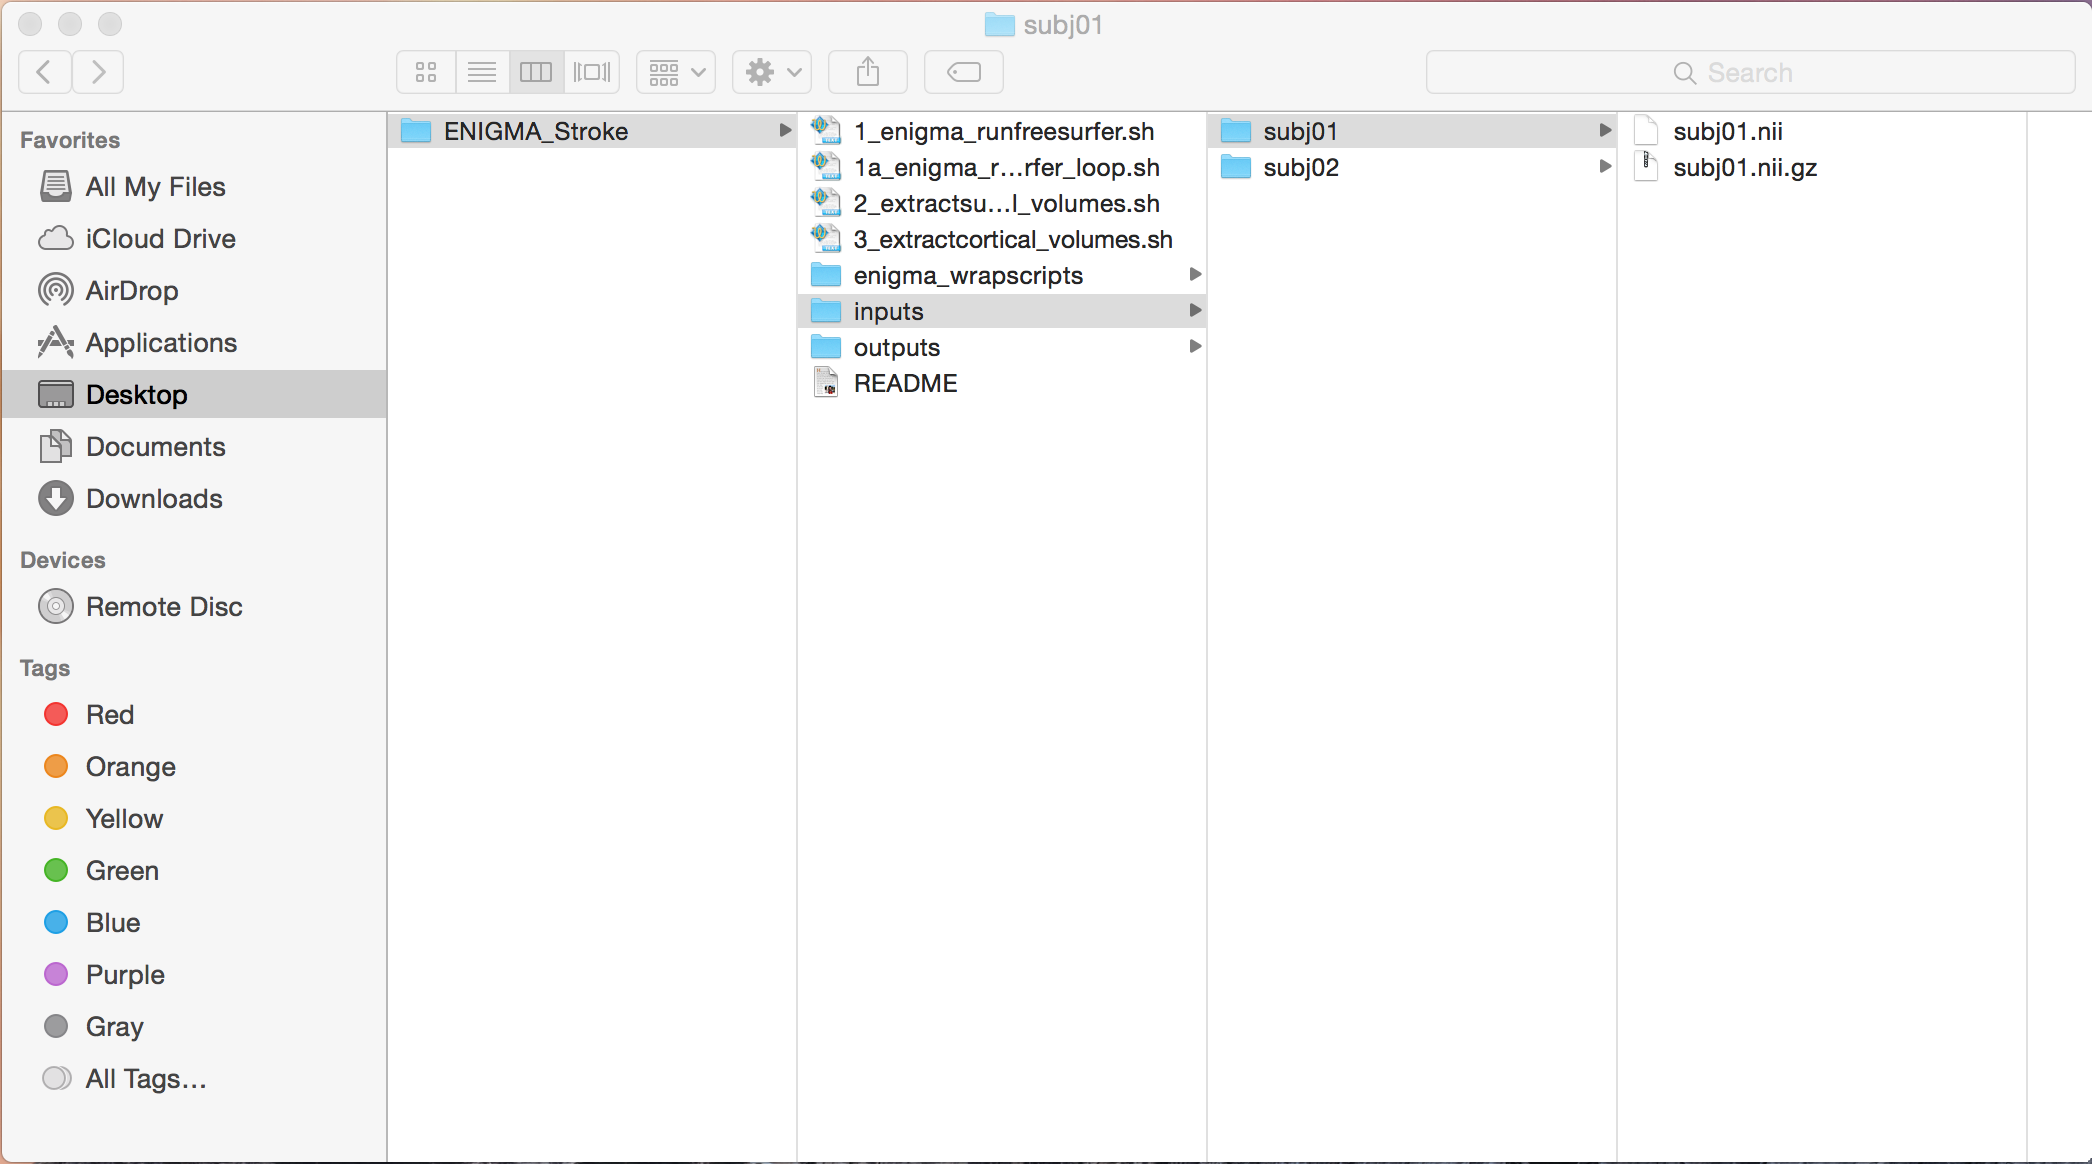 subj01
Search
Favorites
All My Files
iCloud Drive
AirDrop
Applications
Desktop
Documents
Downloads
Devices
Remote Disc
Tags
Red
Orange
Yellow
Green
Blue
Purple
Gray
All Tags…
ENIGMA_Stroke
1_enigma_runfreesurfer.sh
1a_enigma_r…rfer_loop.sh
2_extractsu…l_volumes.sh
3_extractcortical_volumes.sh
enigma_wrapscripts
inputs
outputs
README
subj01
subj02
subj01.nii
subj01.nii.gz